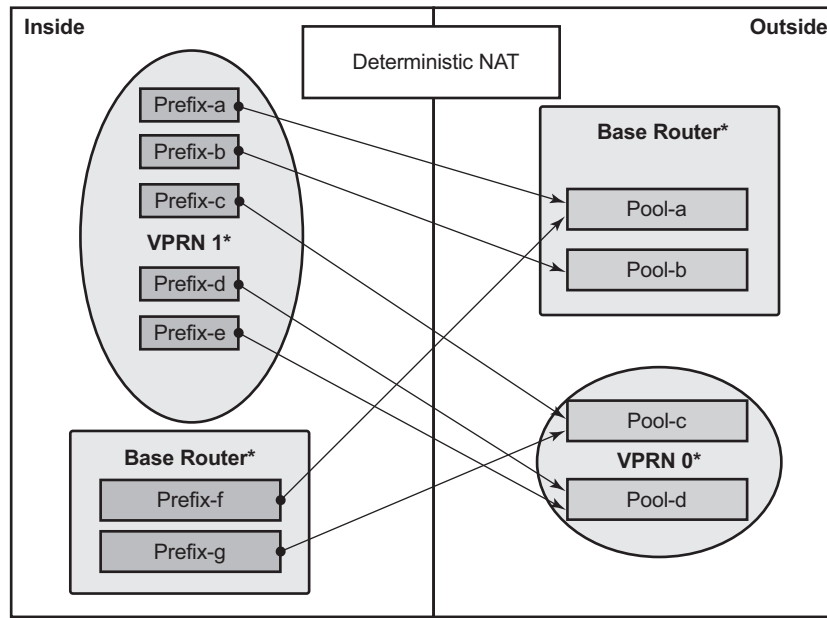 Inside
Outside
Deterministic NAT
Prefix-a
Prefix-b
Prefix-c
VPRN 1*
Prefix-d
Prefix-e
Base Router*
Prefix-f
Prefix-g
Base Router*
Pool-a
Pool-b
Pool-c
VPRN 0*
Pool-d